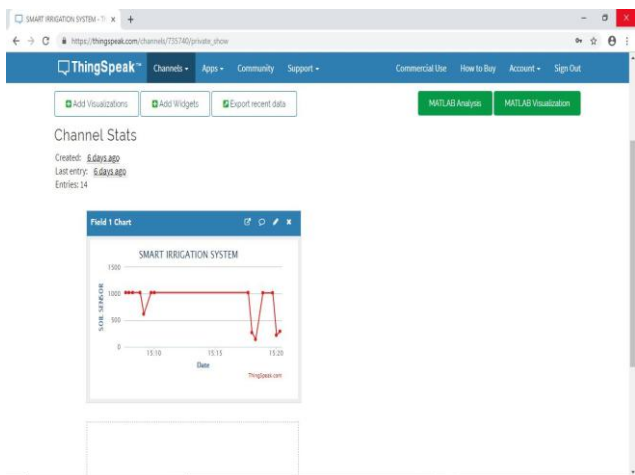 SMART IRRIGATION SYSTEM - T
https://thingspeak.com/channels/735740/private_show
ThingSpeak™ Channels Apps Community Support Commercial Use How to Buy Account Sign Out
Add Visualizations Add Widgets Export recent data MATLAB Analysis MATLAB Visualization
Channel Stats
Created: 6 days ago
Last entry: 6 days ago
Entries: 14
Field 1 Chart
SMART IRRIGATION SYSTEM
SOIL SENSOR
1500
1000
500
0
15:10 15:15 15:20
Date
ThingSpeak.com